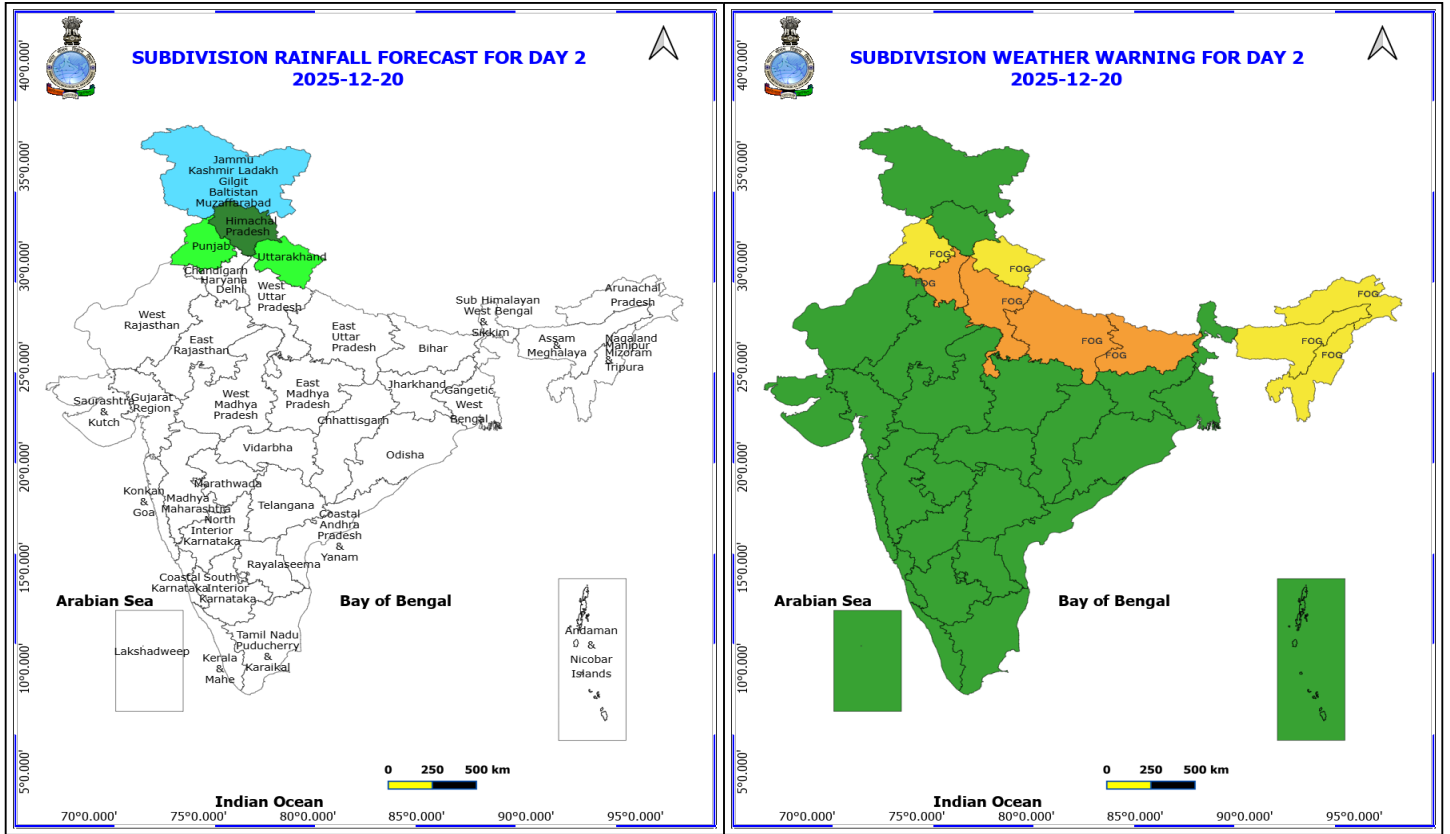 SUBDIVISION RAINFALL FORECAST FOR DAY 2
2025-12-20
40°0.000'
35°0.000'
30°0.000'
25°0.000'
20°0.000'
15°0.000'
10°0.000'
5°0.000'
Jammu
Kashmir Ladakh
Gilgit
Baltistan
Muzaffarabad
Himachal
Pradesh
Punjab
Uttarakhand
Chandigarh
Haryana
Delhi
West
Uttar
Pradesh
West
Rajasthan
East
Rajasthan
East
Uttar
Pradesh
Bihar
Sub Himalayan
West Bengal
&
Sikkim
Arunachal
Pradesh
Assam
&
Meghalaya
Nagaland
Manipur
Mizoram
&
Tripura
Saurashtra
&
Kutch
Gujarat
Region
West
Madhya
Pradesh
East
Madhya
Pradesh
Jharkhand
Gangetic
West
Bengal
Chhattisgarh
Vidarbha
Odisha
Konkan
&
Goa
Madhya
Maharashtra
Marathwada
Telangana
North
Interior
Karnataka
Coastal
Andhra
Pradesh
&
Yanam
Rayalaseema
Coastal
Karnataka
South
Interior
Karnataka
Arabian Sea
Bay of Bengal
Lakshadweep
Kerala
&
Mahe
Tamil Nadu
Puducherry
&
Karaikal
Andaman
&
Nicobar
Islands
0 250 500 km
Indian Ocean
70°0.000' 75°0.000' 80°0.000' 85°0.000' 90°0.000' 95°0.000'
SUBDIVISION WEATHER WARNING FOR DAY 2
2025-12-20
40°0.000'
35°0.000'
30°0.000'
25°0.000'
20°0.000'
15°0.000'
10°0.000'
5°0.000'
FOG
FOG
FOG
FOG
FOG
FOG
FOG
FOG
FOG
Arabian Sea
Bay of Bengal
0 250 500 km
Indian Ocean
70°0.000' 75°0.000' 80°0.000' 85°0.000' 90°0.000' 95°0.000'